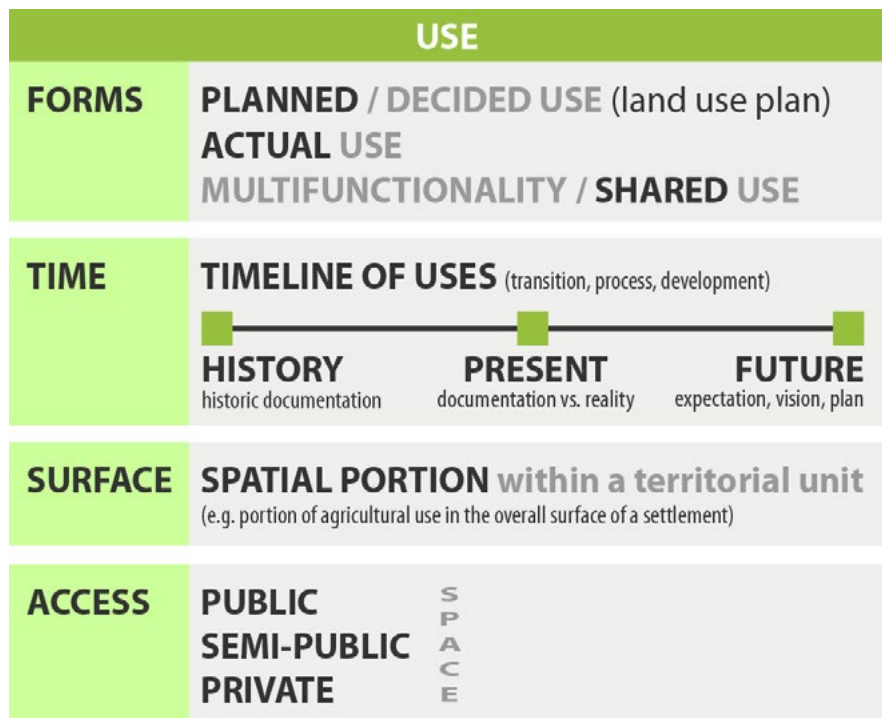 USE
FORMS
PLANNED / DECIDED USE (land use plan)
ACTUAL USE
MULTIFUNCTIONALITY / SHARED USE
TIME
TIMELINE OF USES (transition, process, development)
HISTORY
historic documentation
PRESENT
documentation vs. reality
FUTURE
expectation, vision, plan
SURFACE
SPATIAL PORTION within a territorial unit
(e.g. portion of agricultural use in the overall surface of a settlement)
ACCESS
PUBLIC
SEMI-PUBLIC
PRIVATE
SPACE